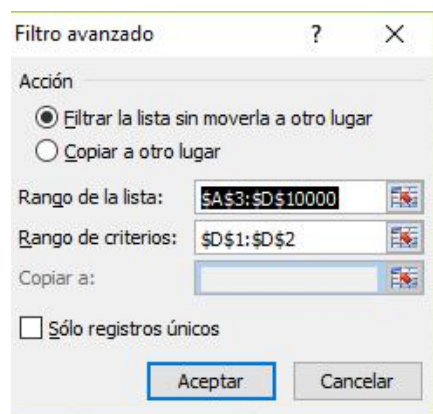 Filtro avanzado ?
Acción
Filtrar la lista sin moverla a otro lugar
Copiar a otro lugar
Rango de la lista: $A$3:$D$10000
Rango de criterios: $D$1:$D$2
Copiar a:
Sólo registros únicos
Aceptar Cancelar